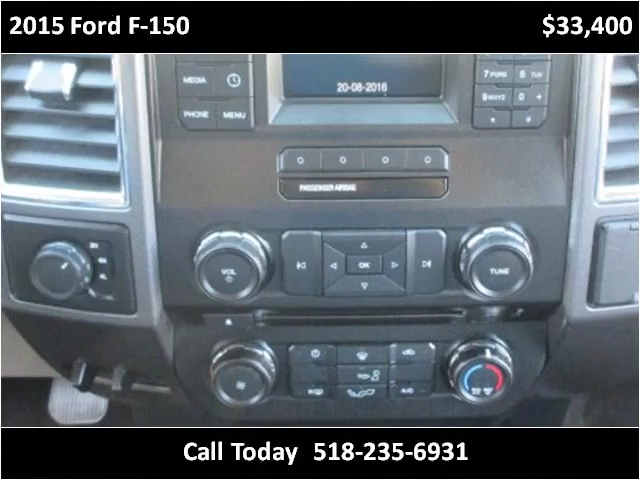 2015 Ford F-150 $33,400
MEDIA
7 PQRS 8 TUV
20-08-2016
9 WXYZ 0 +
PHONE MENU
*
PASSENGER AIRBAG
VOL
OK
TUNE
A/C
Call Today 518-235-6931